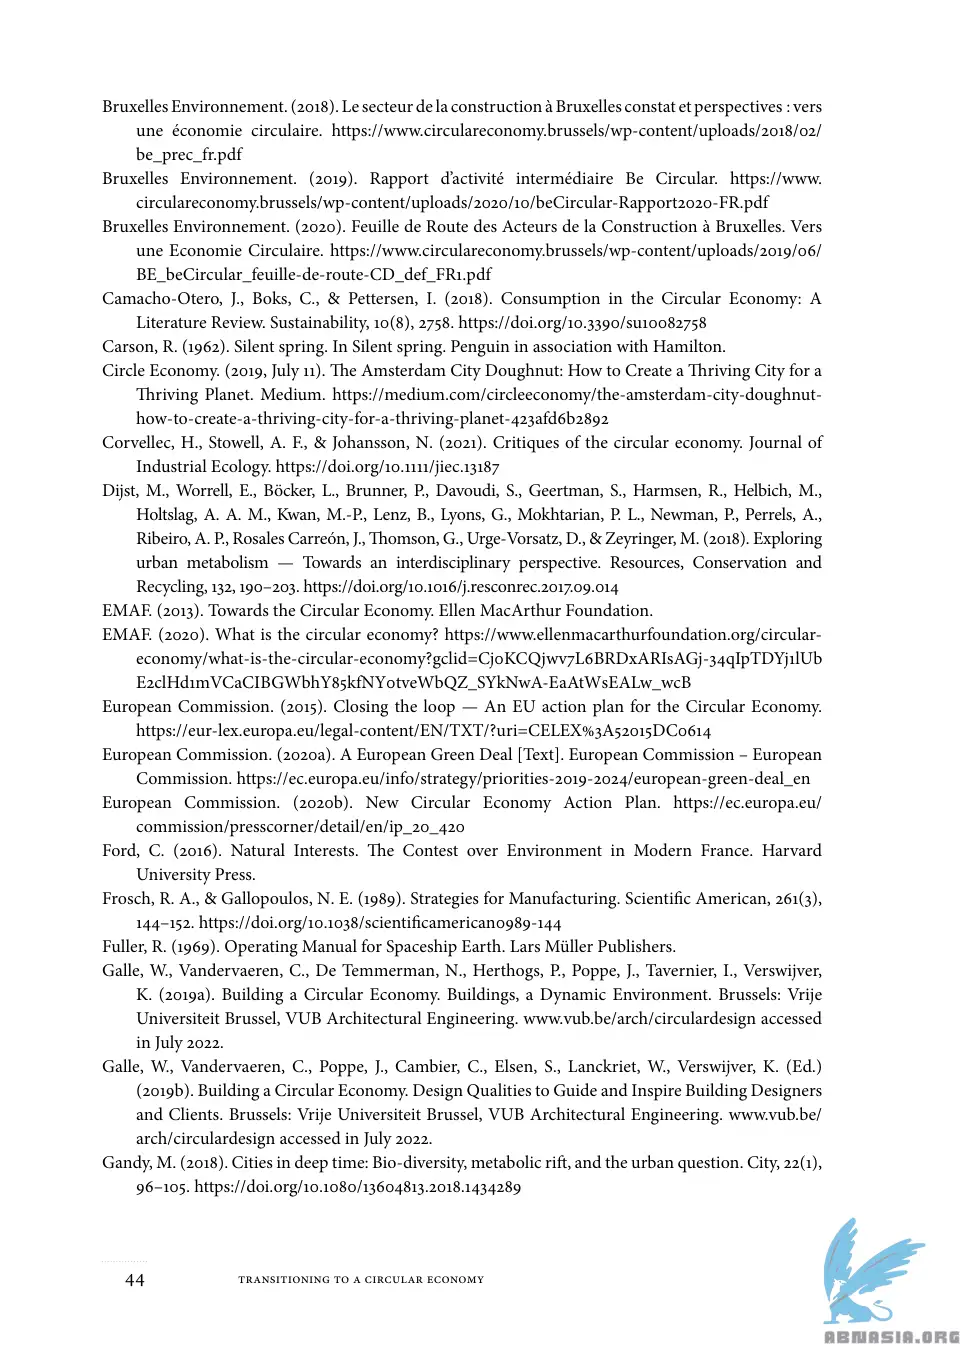 Bruxelles Environnement. (2018). Le secteur de la construction à Bruxelles constat et perspectives : vers
une économie circulaire. https://www.circulareconomy.brussels/wp-content/uploads/2018/02/
be_prec_fr.pdf
Bruxelles Environnement. (2019). Rapport d’activité intermédiaire Be Circular. https://www.
circulareconomy.brussels/wp-content/uploads/2020/10/beCircular-Rapport2020-FR.pdf
Bruxelles Environnement. (2020). Feuille de Route des Acteurs de la Construction à Bruxelles. Vers
une Economie Circulaire. https://www.circulareconomy.brussels/wp-content/uploads/2019/06/
BE_beCircular_feuille-de-route-CD_def_FR1.pdf
Camacho-Otero, J., Boks, C., & Pettersen, I. (2018). Consumption in the Circular Economy: A
Literature Review. Sustainability, 10(8), 2758. https://doi.org/10.3390/su10082758
Carson, R. (1962). Silent spring. In Silent spring. Penguin in association with Hamilton.
Circle Economy. (2019, July 11). The Amsterdam City Doughnut: How to Create a Thriving City for a
Thriving Planet. Medium. https://medium.com/circleeconomy/the-amsterdam-city-doughnut-
how-to-create-a-thriving-city-for-a-thriving-planet-423afd6b2892
Corvellec, H., Stowell, A. F., & Johansson, N. (2021). Critiques of the circular economy. Journal of
Industrial Ecology. https://doi.org/10.1111/jiec.13187
Dijst, M., Worrell, E., Böcker, L., Brunner, P., Davoudi, S., Geertman, S., Harmsen, R., Helbich, M.,
Holtslag, A. A. M., Kwan, M.-P., Lenz, B., Lyons, G., Mokhtarian, P. L., Newman, P., Perrels, A.,
Ribeiro, A. P., Rosales Carreón, J., Thomson, G., Urge-Vorsatz, D., & Zeyringer, M. (2018). Exploring
urban metabolism — Towards an interdisciplinary perspective. Resources, Conservation and
Recycling, 132, 190–203. https://doi.org/10.1016/j.resconrec.2017.09.014
EMAF. (2013). Towards the Circular Economy. Ellen MacArthur Foundation.
EMAF. (2020). What is the circular economy? https://www.ellenmacarthurfoundation.org/circular-
economy/what-is-the-circular-economy?gclid=Cj0KCQjwv7L6BRDxARIsAGj-34qIpTDYj1lUb
E2clHd1mVCaCIBGWbhY85kfNY0tveWbQZ_SYkNwA-EaAtWsEALw_wcB
European Commission. (2015). Closing the loop — An EU action plan for the Circular Economy.
https://eur-lex.europa.eu/legal-content/EN/TXT/?uri=CELEX%3A52015DC0614
European Commission. (2020a). A European Green Deal [Text]. European Commission – European
Commission. https://ec.europa.eu/info/strategy/priorities-2019-2024/european-green-deal_en
European Commission. (2020b). New Circular Economy Action Plan. https://ec.europa.eu/
commission/presscorner/detail/en/ip_20_420
Ford, C. (2016). Natural Interests. The Contest over Environment in Modern France. Harvard
University Press.
Frosch, R. A., & Gallopoulos, N. E. (1989). Strategies for Manufacturing. Scientific American, 261(3),
144–152. https://doi.org/10.1038/scientificamerican0989-144
Fuller, R. (1969). Operating Manual for Spaceship Earth. Lars Müller Publishers.
Galle, W., Vandervaeren, C., De Temmerman, N., Herthogs, P., Poppe, J., Tavernier, I., Verswijver,
K. (2019a). Building a Circular Economy. Buildings, a Dynamic Environment. Brussels: Vrije
Universiteit Brussel, VUB Architectural Engineering. www.vub.be/arch/circulardesign accessed
in July 2022.
Galle, W., Vandervaeren, C., Poppe, J., Cambier, C., Elsen, S., Lanckriet, W., Verswijver, K. (Ed.)
(2019b). Building a Circular Economy. Design Qualities to Guide and Inspire Building Designers
and Clients. Brussels: Vrije Universiteit Brussel, VUB Architectural Engineering. www.vub.be/
arch/circulardesign accessed in July 2022.
Gandy, M. (2018). Cities in deep time: Bio-diversity, metabolic rift, and the urban question. City, 22(1),
96–105. https://doi.org/10.1080/13604813.2018.1434289
44 TRANSITIONING TO A CIRCULAR ECONOMY
ABNASIA.ORG